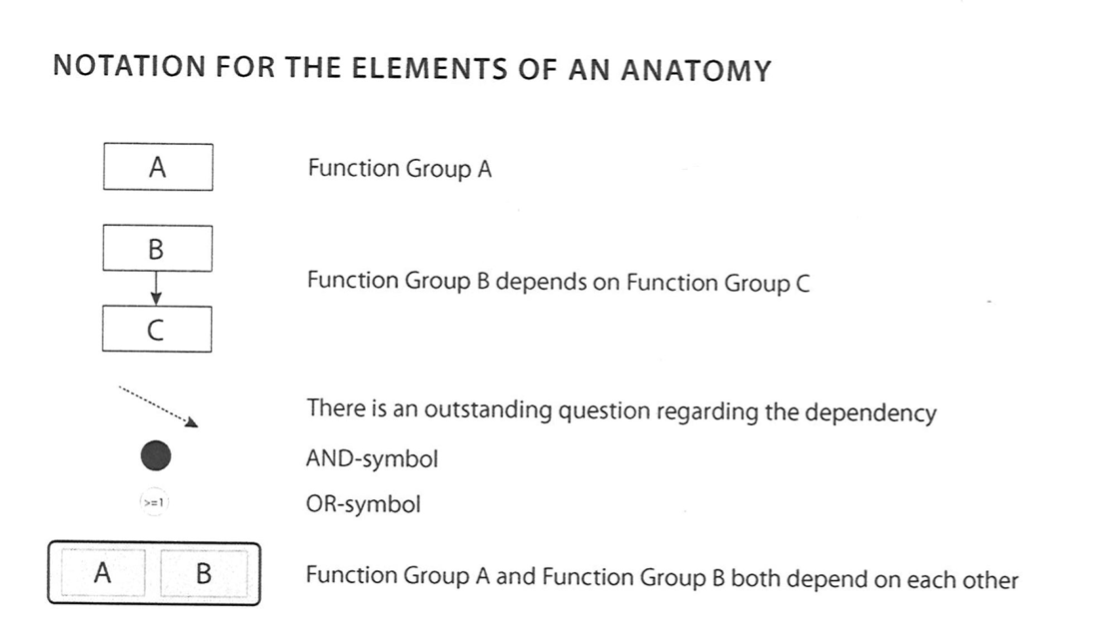 NOTATION FOR THE ELEMENTS OF AN ANATOMY
A
Function Group A
B
C
Function Group B depends on Function Group C
There is an outstanding question regarding the dependency
AND-symbol
>=1
OR-symbol
A B
Function Group A and Function Group B both depend on each other